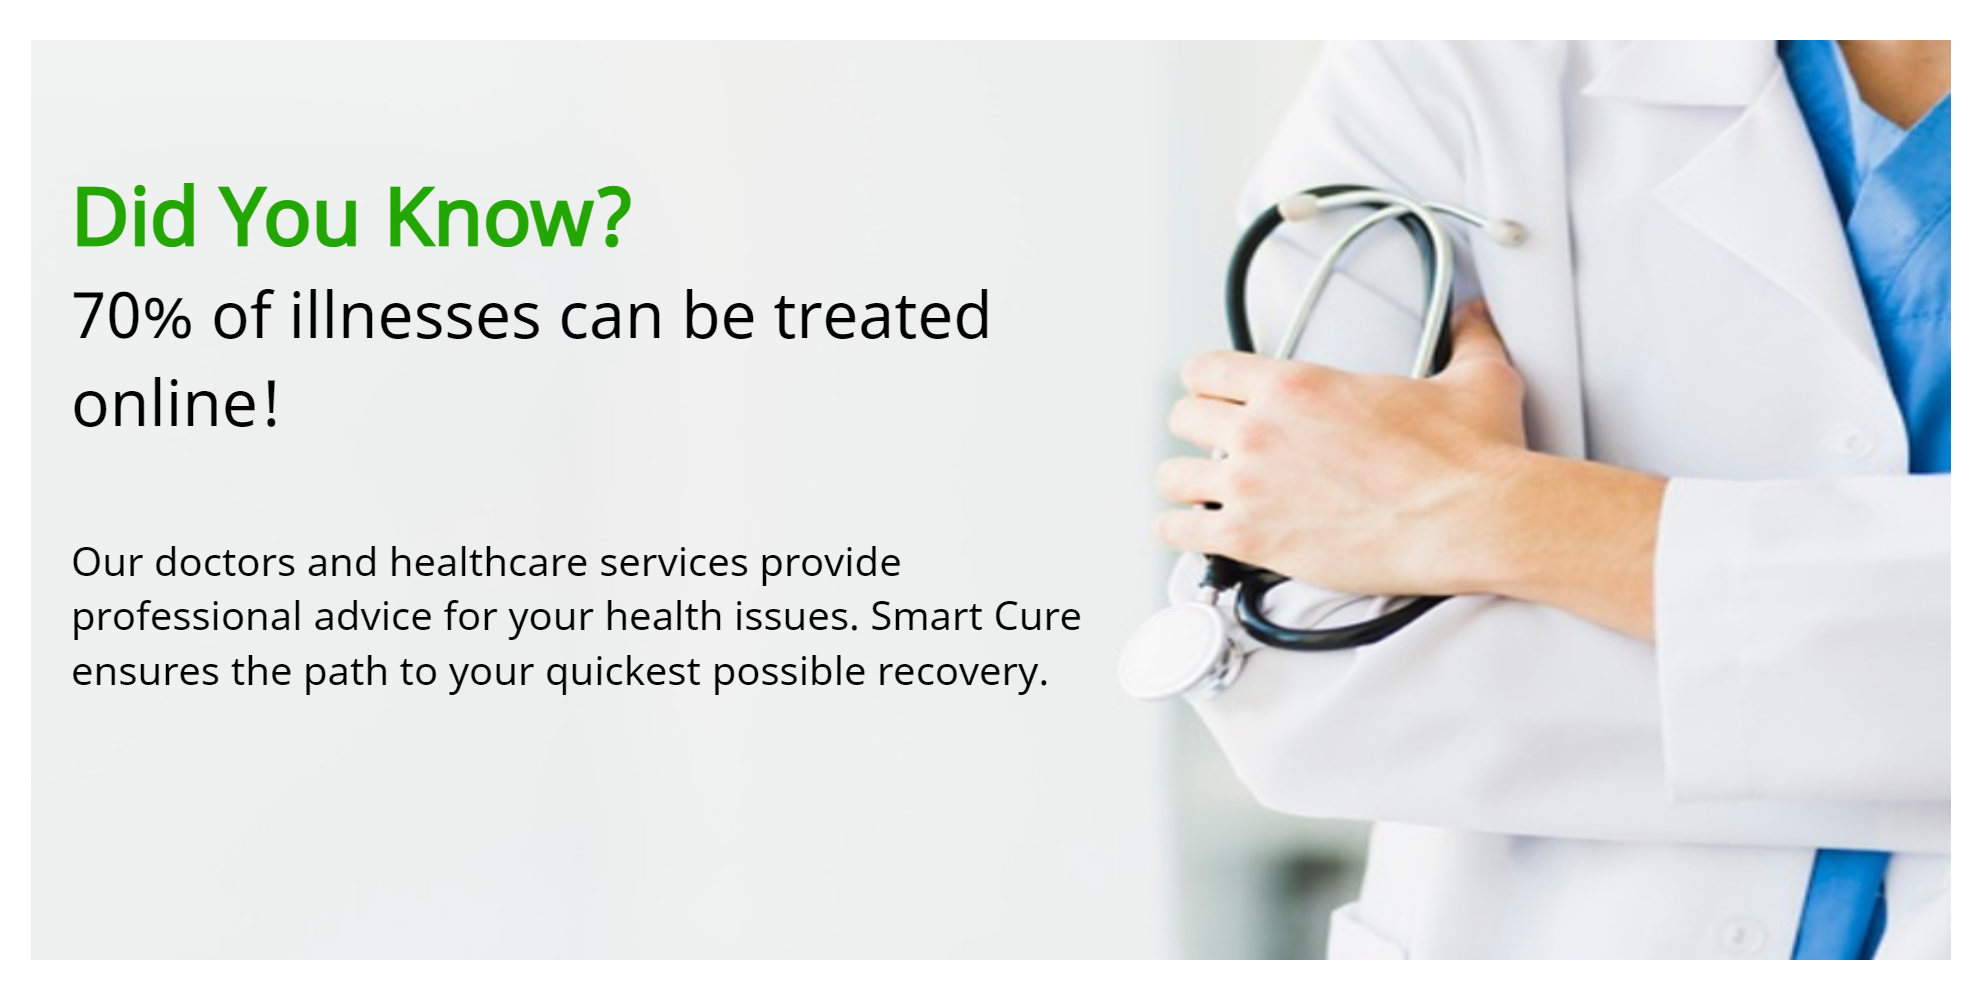 Did You Know?
70% of illnesses can be treated
online!
Our doctors and healthcare services provide
professional advice for your health issues. Smart Cure
ensures the path to your quickest possible recovery.